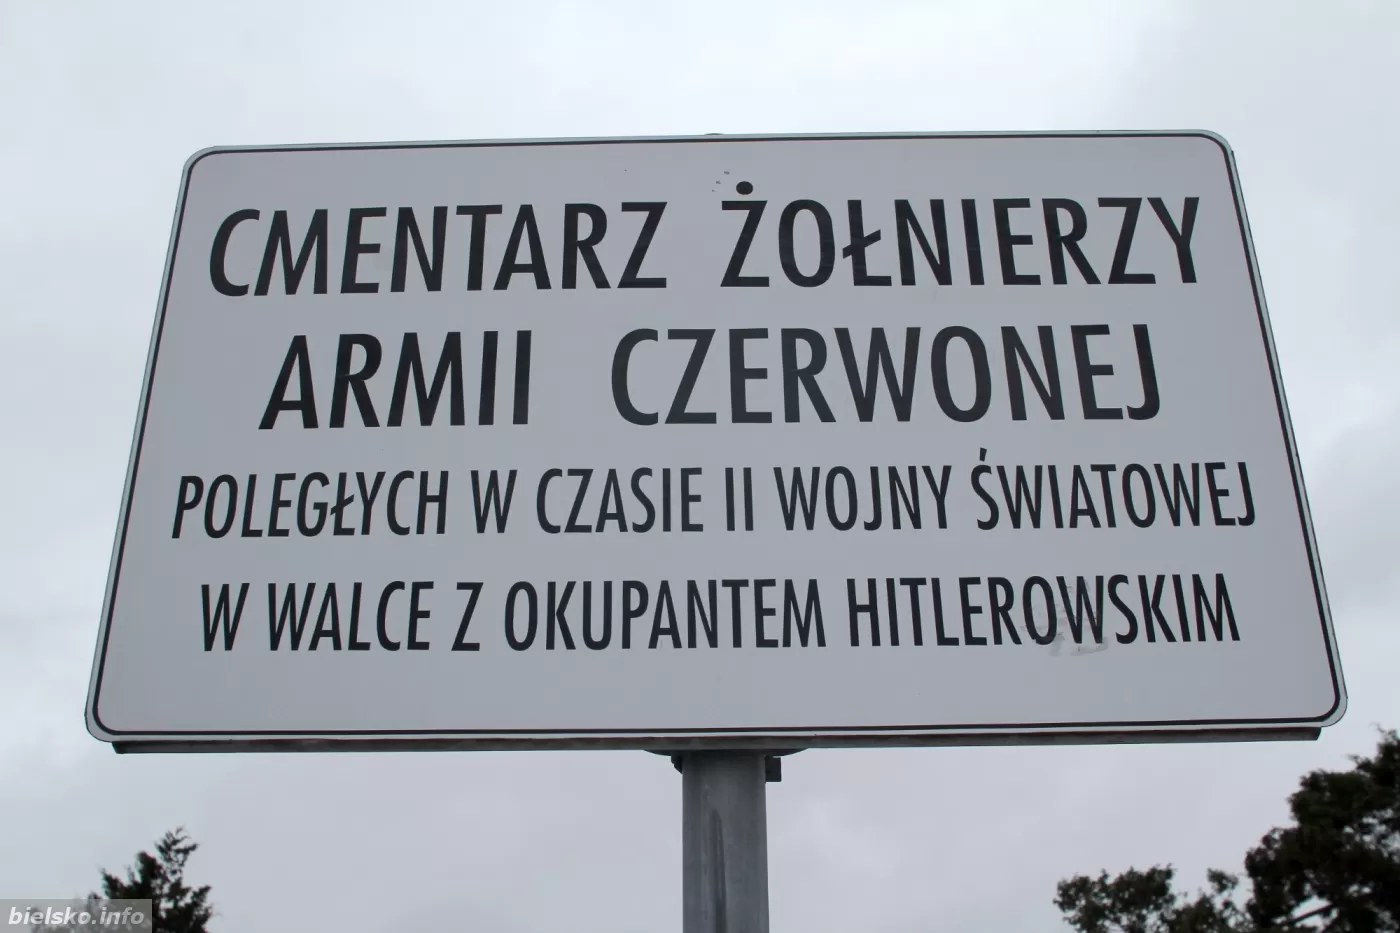 CMENTARZ ŻOŁNIERZY
ARMII CZERWONEJ
POLEGŁYCH W CZASIE II WOJNY ŚWIATOWEJ
W WALCE Z OKUPANTEM HITLEROWSKIM
bielsko.info